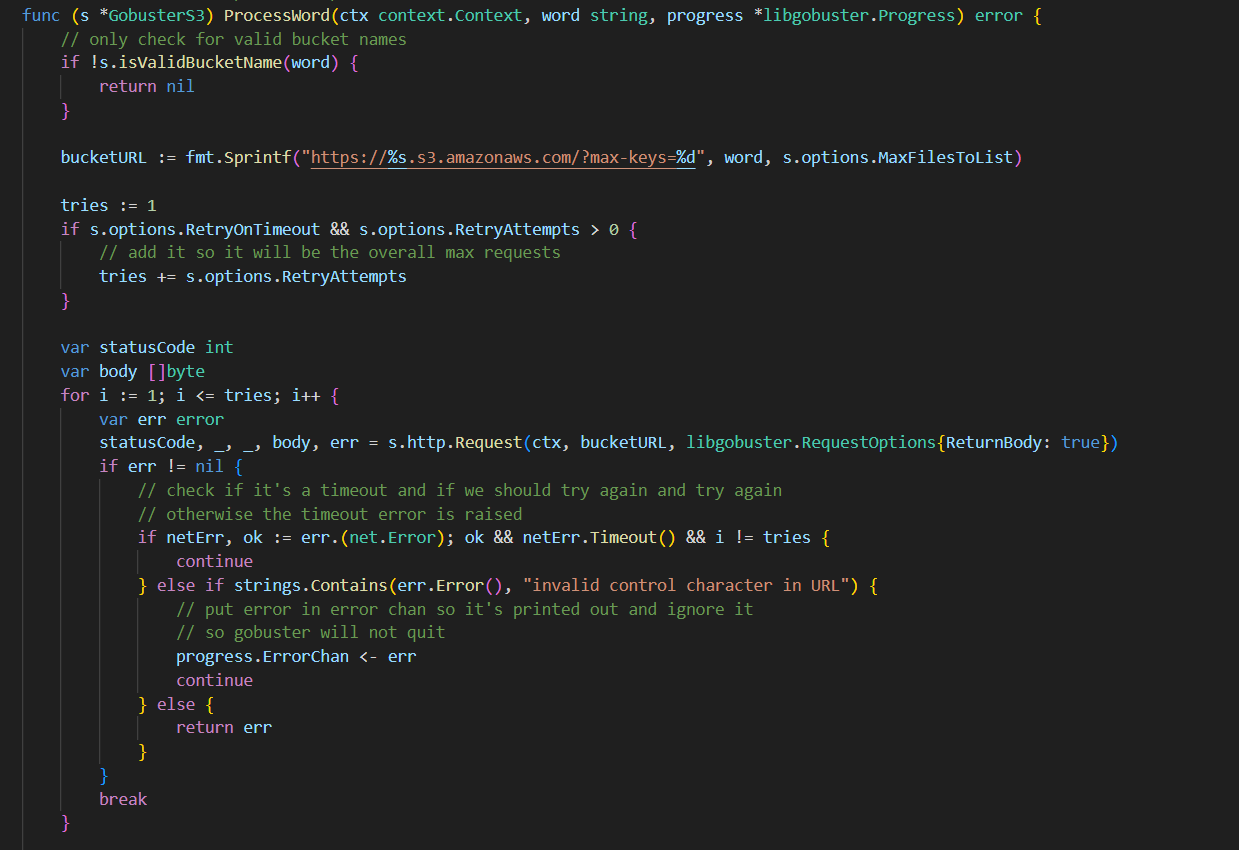 func (s *GobusterS3) ProcessWord(ctx context.Context, word string, progress *libgobuster.Progress) error {
// only check for valid bucket names
if !s.isValidBucketName(word) {
return nil
}
bucketURL := fmt.Sprintf("https://%s.s3.amazonaws.com/?max-keys=%d", word, s.options.MaxFilesToList)
tries := 1
if s.options.RetryOnTimeout && s.options.RetryAttempts > 0 {
// add it so it will be the overall max requests
tries += s.options.RetryAttempts
}
var statusCode int
var body []byte
for i := 1; i <= tries; i++ {
var err error
statusCode, _, _, body, err = s.http.Request(ctx, bucketURL, libgobuster.RequestOptions{ReturnBody: true})
if err != nil {
// check if it's a timeout and if we should try again and try again
// otherwise the timeout error is raised
if netErr, ok := err.(net.Error); ok && netErr.Timeout() && i != tries {
continue
} else if strings.Contains(err.Error(), "invalid control character in URL") {
// put error in error chan so it's printed out and ignore it
// so gobuster will not quit
progress.ErrorChan <- err
continue
} else {
return err
}
}
break
}